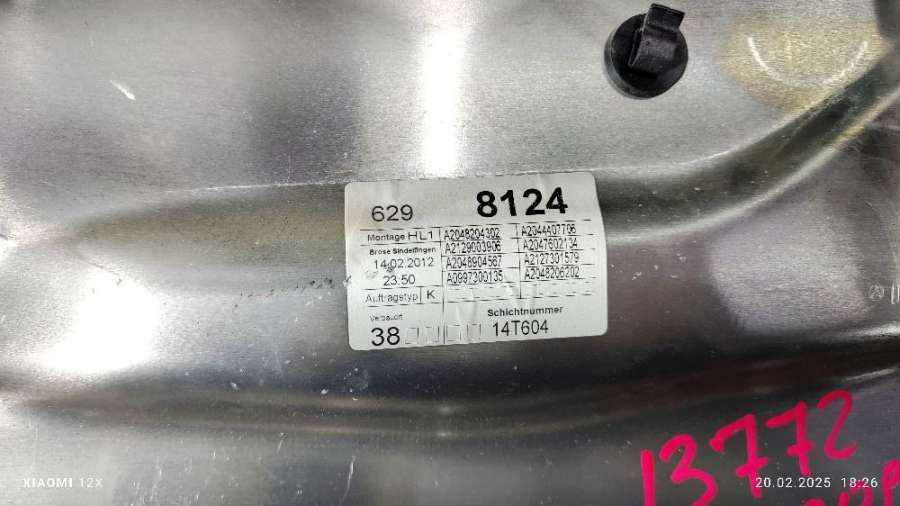 629 8124
Montage HL1 A2048204302 A2044407706
Brose Sindelfingen A2129003906 A2047602134
14.02.2012 A2048904567 A2127301579
23.50 A0997300135 A2048206202
Auftragstyp K
Verbauort Schichtnummer
38 14T604
13772
XIAOMI 12X
20.02.2025 18:26